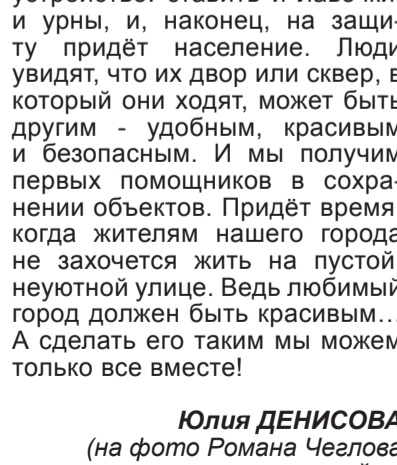 и урны, и, наконец, на защи-
ту придёт население. Люди
увидят, что их двор или сквер, в
который они ходят, может быть
другим - удобным, красивым
и безопасным. И мы получим
первых помощников в сохра-
нении объектов. Придёт время
когда жителям нашего города
не захочется жить на пустой
неуютной улице. Ведь любимый
город должен быть красивым…
А сделать его таким мы можем
только все вместе!
Юлия ДЕНИСОВА
(на фото Романа Чеглова